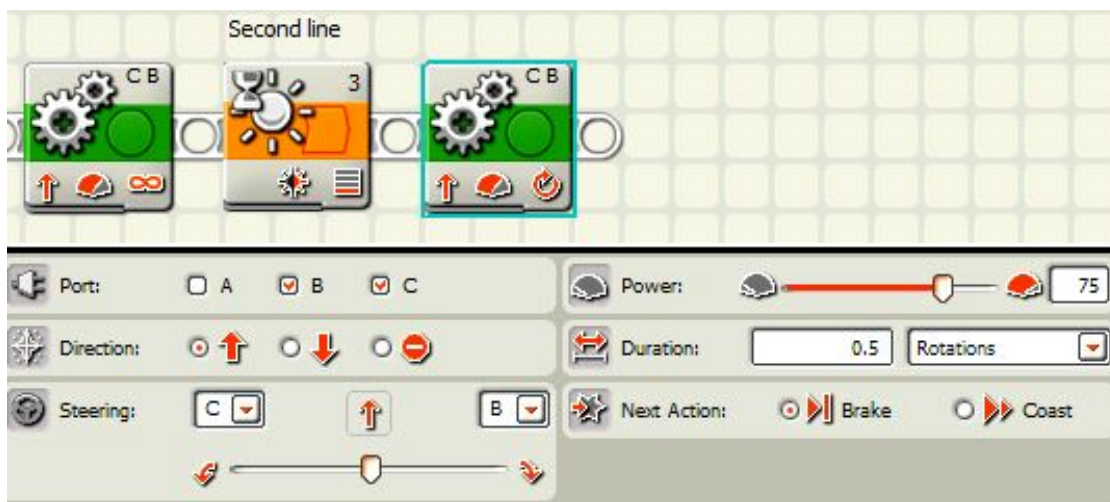 Second line
C B
3
C B
Port:
A
B
C
Power:
75
Direction:
Duration:
0.5
Rotations
Steering:
C
B
Next Action:
Brake
Coast